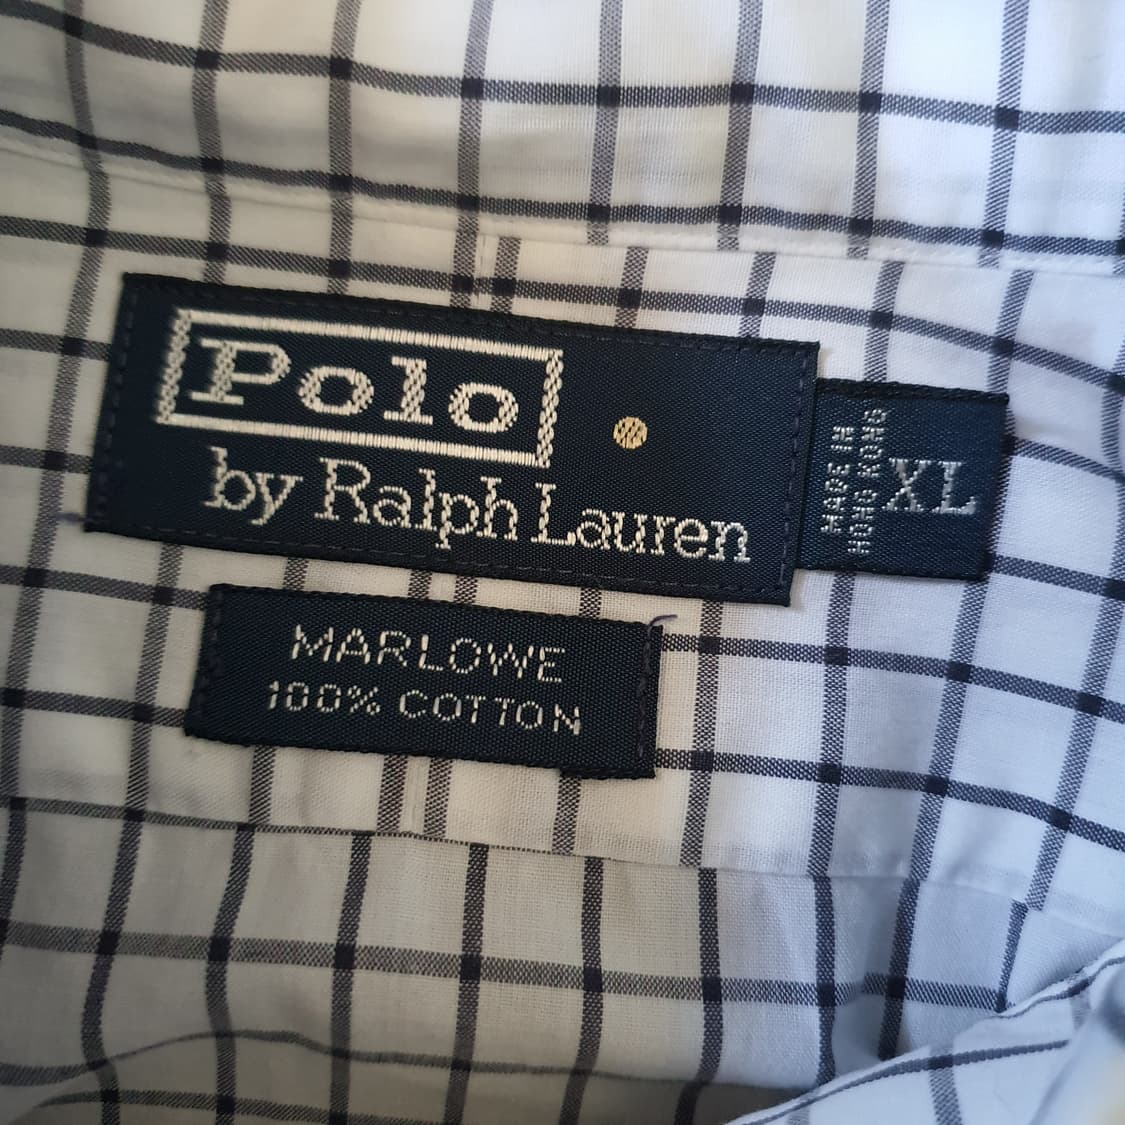 Polo
by Ralph Lauren
MADE IN
HONG KONG
XL
MARLOWE
100% COTTON